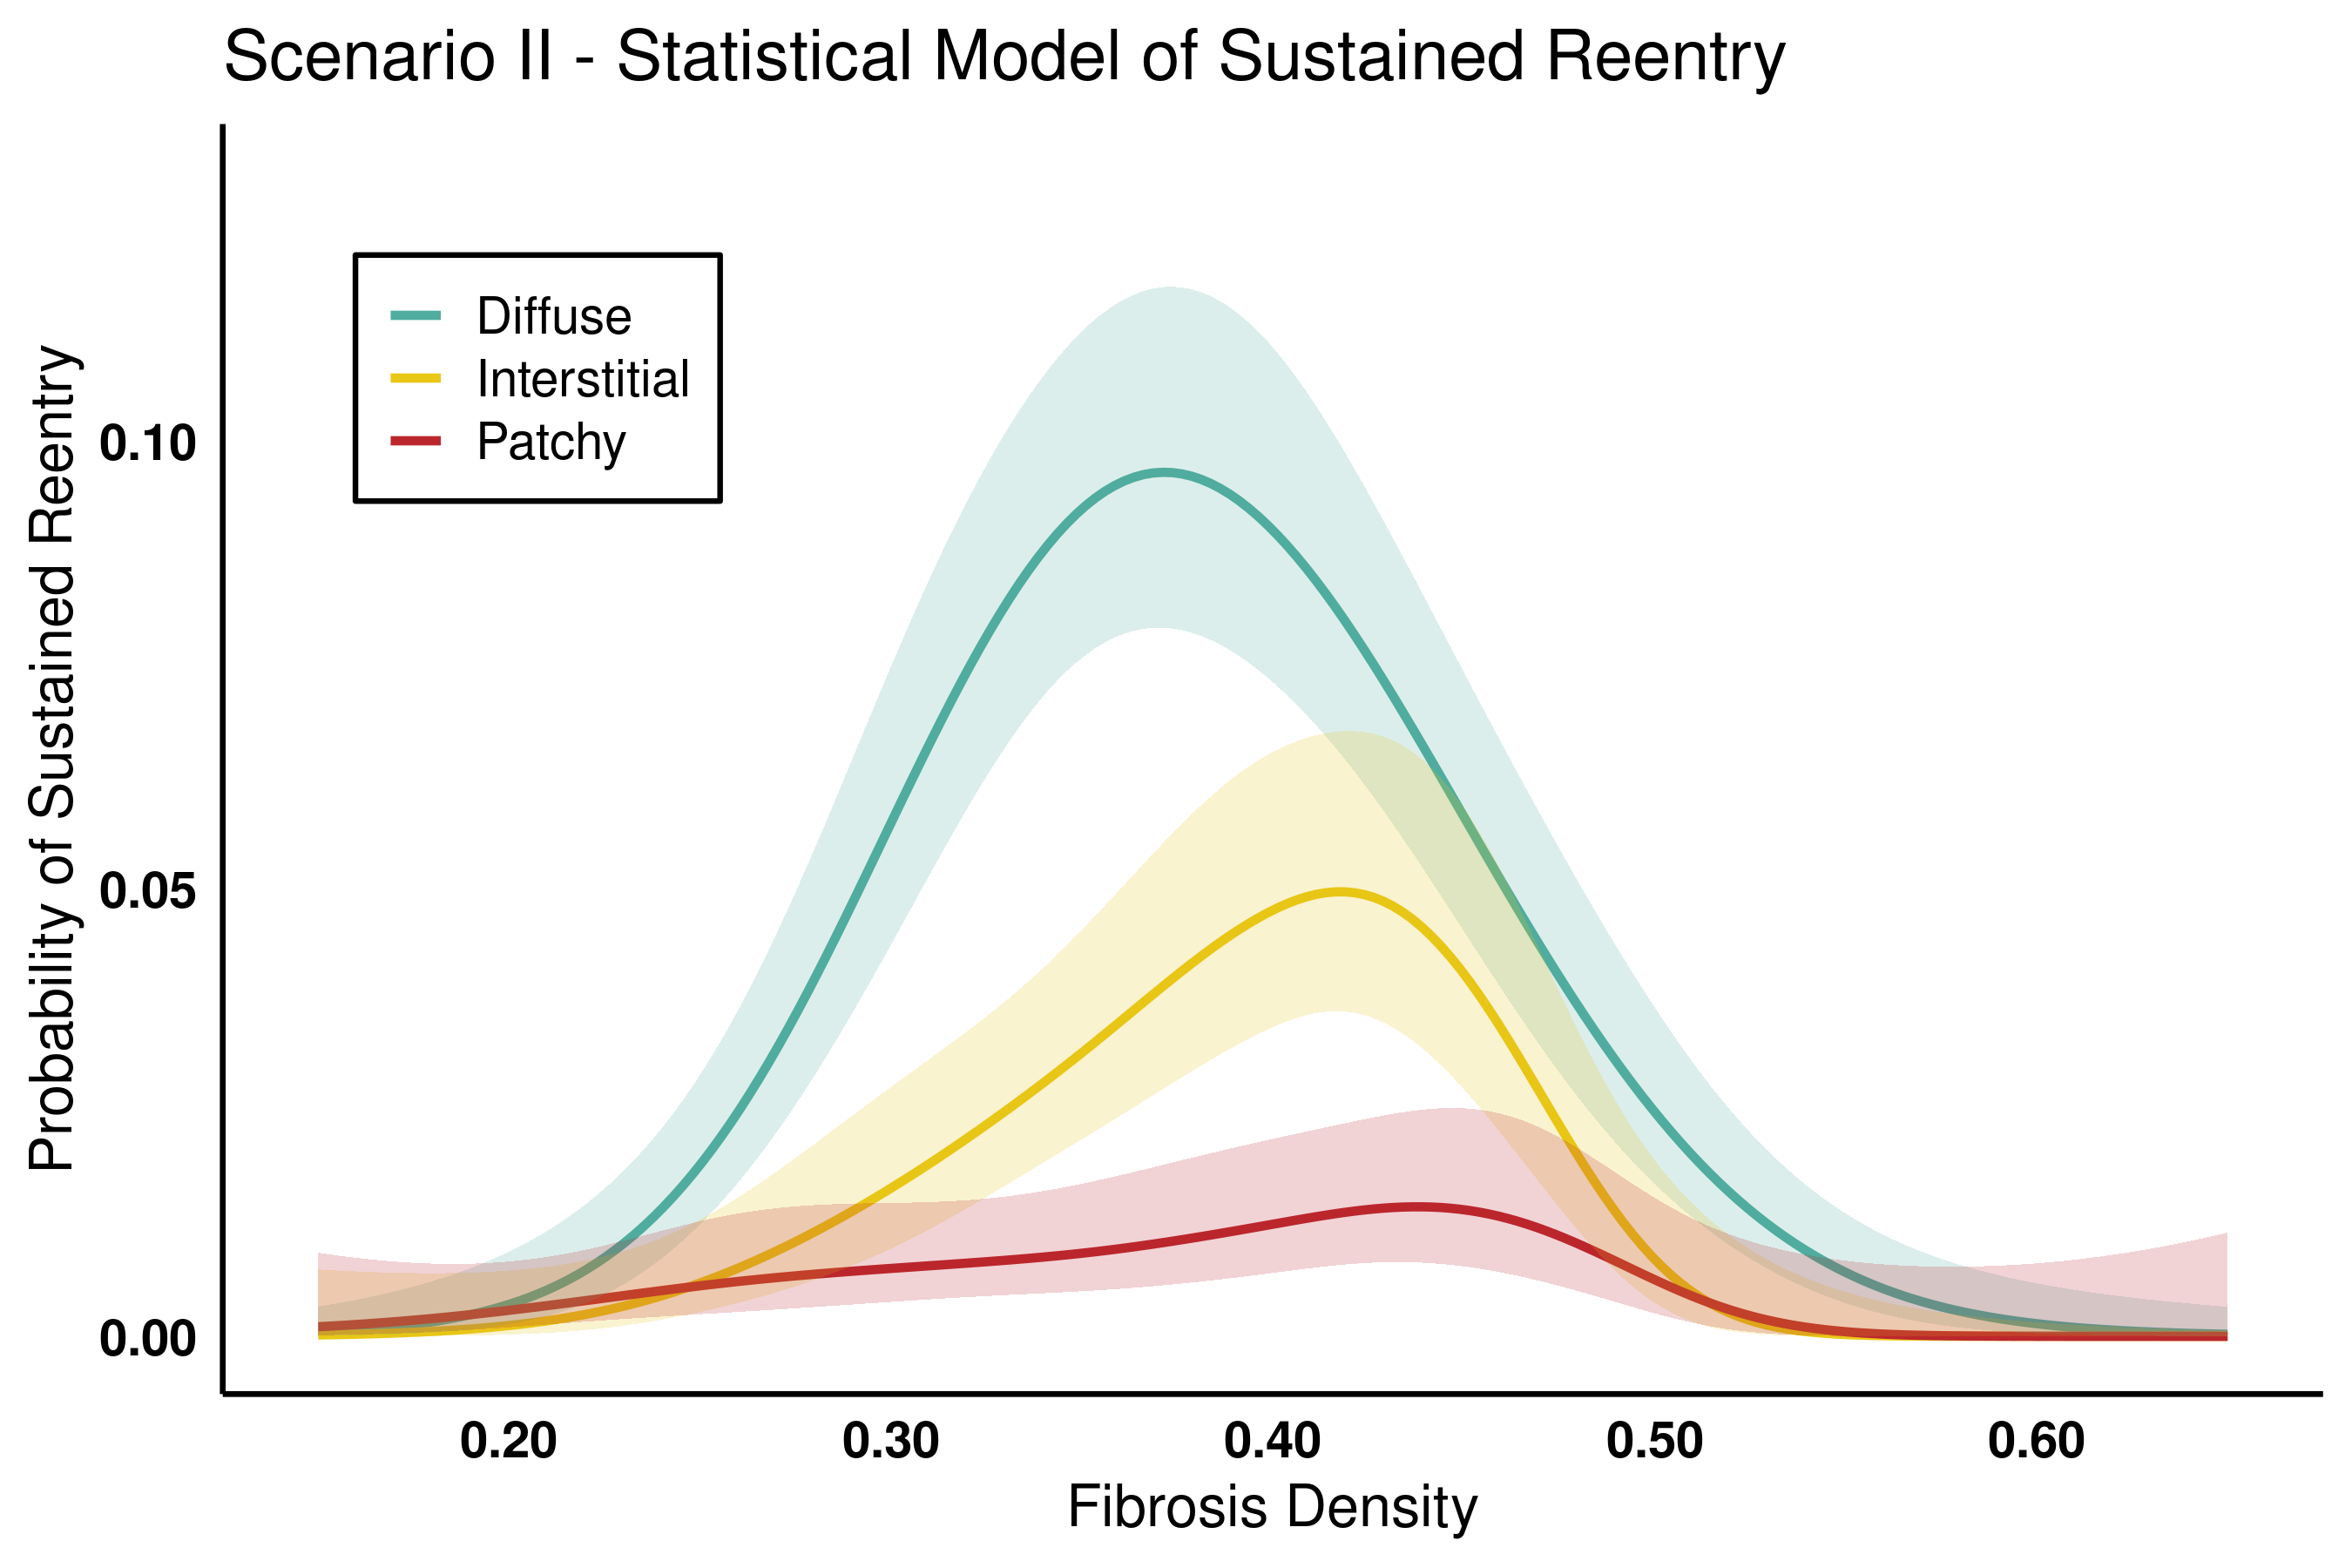 Scenario II - Statistical Model of Sustained Reentry
Diffuse
Interstitial
Patchy
Probability of Sustained Reentry
0.10
0.05
0.00
0.20 0.30 0.40 0.50 0.60
Fibrosis Density